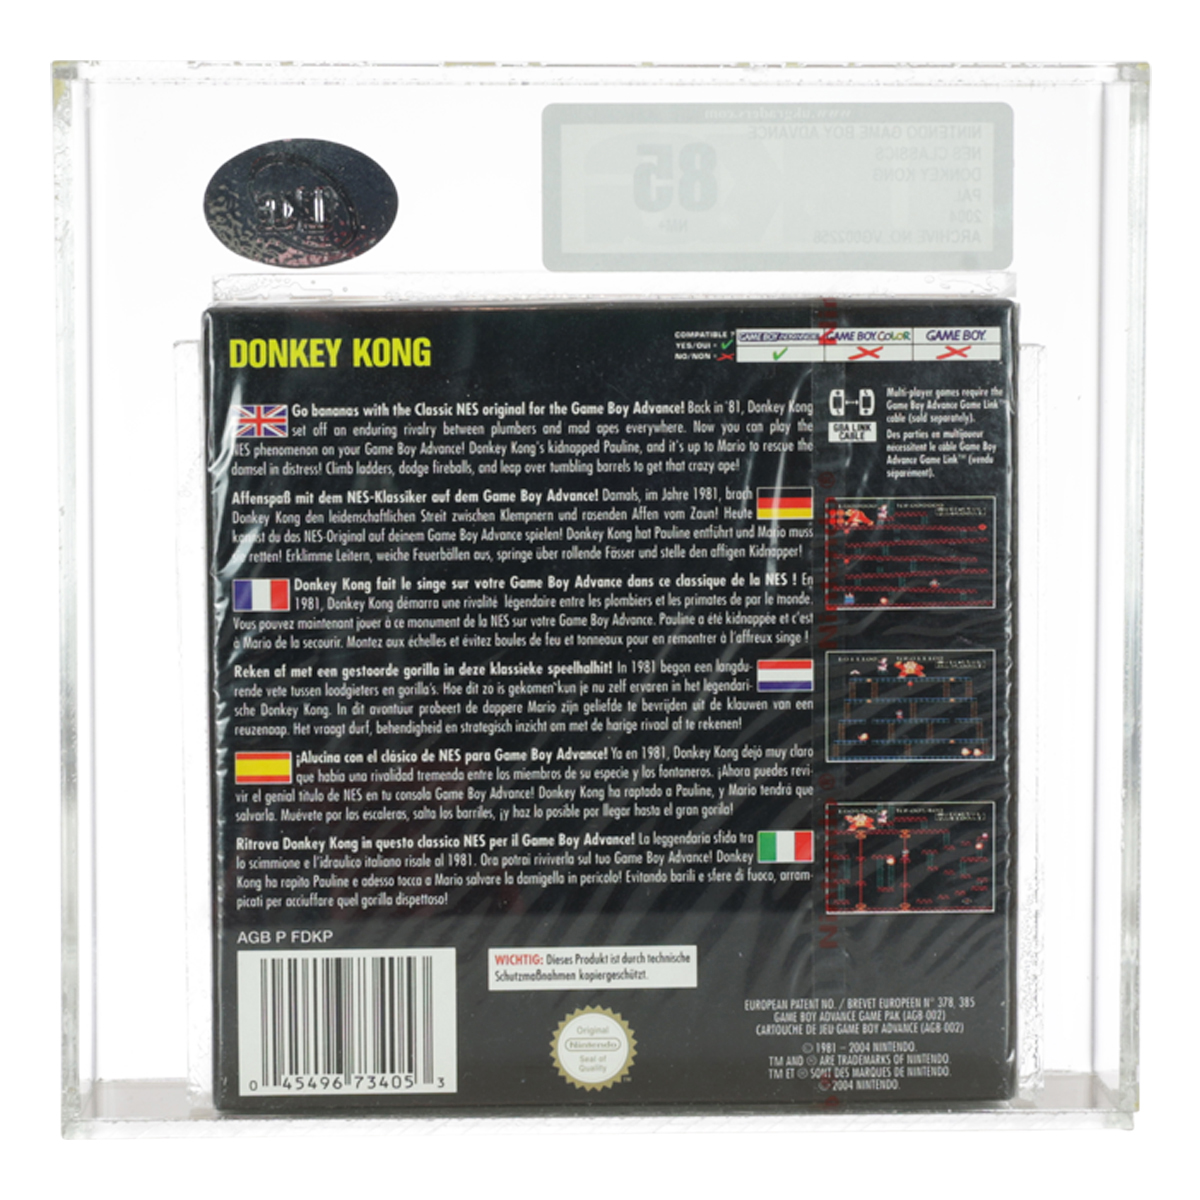 www.ukgraders.com
NINTENDO GAME BOY ADVANCE
NES CLASSICS
DONKEY KONG
PAL
2004
85
NM+
DONKEY KONG
COMPATIBLE ?
YES/OUI =
NO/NON =
GAME BOY ADVANCE
GAME BOY COLOR
GAME BOY
Go bananas with the Classic NES original for the Game Boy Advance! Back in '81, Donkey Kong
set off an enduring rivalry between plumbers and mad apes everywhere. Now you can play the
NES phenomenon on your Game Boy Advance! Donkey Kong's kidnapped Pauline, and it's up to Mario to rescue the
damsel in distress! Climb ladders, dodge fireballs, and leap over tumbling barrels to get that crazy ape!
GBA LINK
CABLE
Multi-player games require the
Game Boy Advance Game Link™
cable (sold separately).
Des parties en multijoueur
nécessitent le câble Game Boy
Advance Game Link™ (vendu
séparément).
Affenspaß mit dem NES-Klassiker auf dem Game Boy Advance! Damals, im Jahre 1981, brach
Donkey Kong den leidenschaftlichen Streit zwischen Klempnern und rasenden Affen vom Zaun! Heute
kannst du das NES-Original auf deinem Game Boy Advance spielen! Donkey Kong hat Pauline entführt und Mario muss
sie retten! Erklimme Leitern, weiche Feuerbällen aus, springe über rollende Fässer und stelle den affigen Kidnapper!
Donkey Kong fait le singe sur votre Game Boy Advance dans ce classique de la NES ! En
1981, Donkey Kong démarra une rivalité légendaire entre les plombiers et les primates de par le monde.
Vous pouvez maintenant jouer à ce monument de la NES sur votre Game Boy Advance. Pauline a été kidnappée et c'est
à Mario de la secourir. Montez aux échelles et évitez boules de feu et tonneaux pour en remontrer à l'affreux singe !
Reken af met een gestoorde gorilla in deze klassieke speelhalhit! In 1981 begon een langdu-
rende vete tussen loodgieters en gorilla's. Hoe dit zo is gekomen kun je nu zelf ervaren in het legendari-
sche Donkey Kong. In dit avontuur probeert de dappere Mario zijn geliefde te bevrijden uit de klauwen van een
reuzenaap. Het vraagt durf, behendigheid en strategisch inzicht om met de harige rivaal af te rekenen!
¡Alucina con el clásico de NES para Game Boy Advance! Ya en 1981, Donkey Kong dejó muy claro
que había una rivalidad tremenda entre los miembros de su especie y los fontaneros. ¡Ahora puedes revi-
vir el genial título de NES en tu consola Game Boy Advance! Donkey Kong ha raptado a Pauline, y Mario tendrá que
salvarla. Muévete por las escaleras, salta los barriles, ¡y haz lo posible por llegar hasta el gran gorila!
Ritrova Donkey Kong in questo classico NES per il Game Boy Advance! La leggendaria sfida tra
lo scimmione e l'idraulico italiano risale al 1981. Ora potrai riviverla sul tuo Game Boy Advance! Donkey
Kong ha rapito Pauline e adesso tocca a Mario salvare la damigella in pericolo! Evitando barili e sfere di fuoco, arram-
picati per acciuffare quel gorilla dispettoso!
AGB P FDKP
0 45496 73405 3
WICHTIG: Dieses Produkt ist durch technische
Schutzmaßnahmen kopiergeschützt.
Original
Nintendo
Seal of
Quality
™
EUROPEAN PATENT NO. / BREVET EUROPEEN N° 378, 385
GAME BOY ADVANCE GAME PAK (AGB-002)
CARTOUCHE DE JEU GAME BOY ADVANCE (AGB-002)
© 1981 - 2004 NINTENDO.
TM AND ® ARE TRADEMARKS OF NINTENDO.
TM ET ® SONT DES MARQUES DE NINTENDO.
© 2004 NINTENDO.